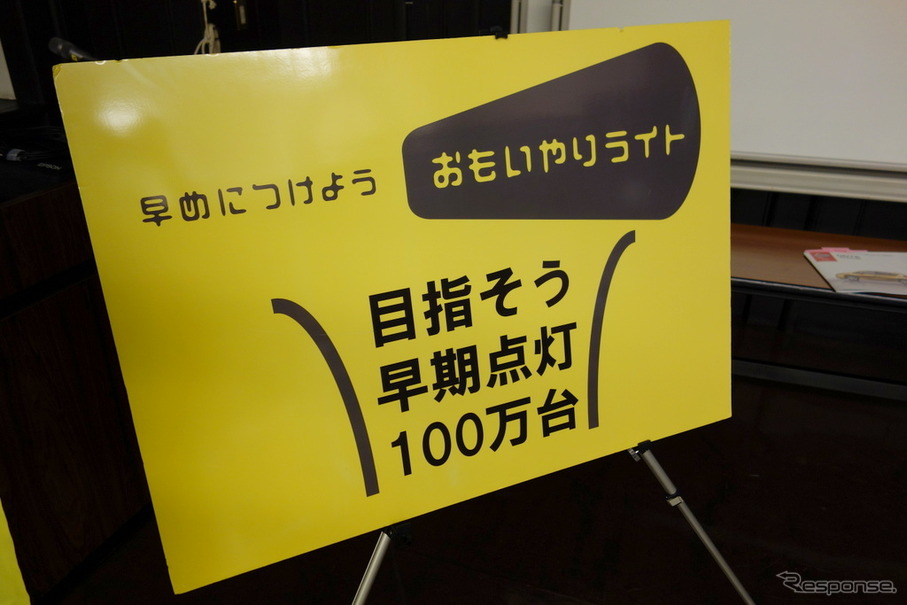 早めにつけよう
おもいやりライト
目指そう
早期点灯
100万台
Response.